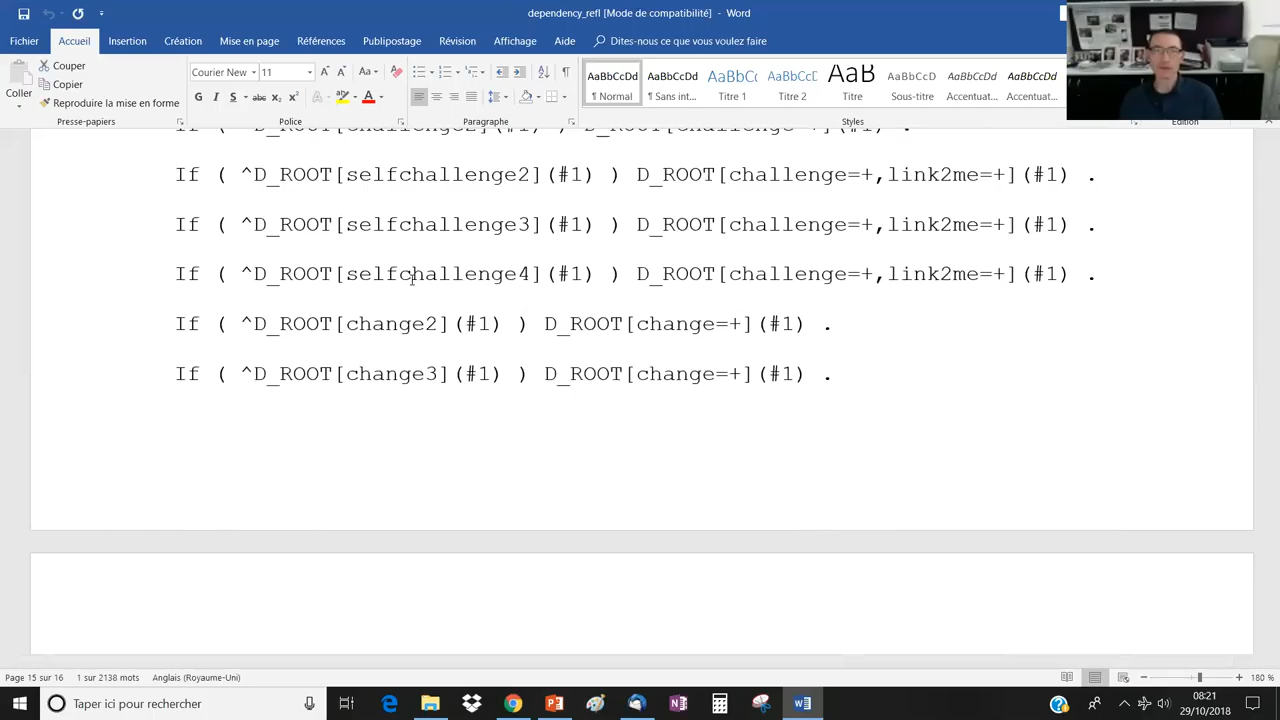 dependency_refl [Mode de compatibilité] - Word
Fichier Accueil Insertion Création Mise en page Références Publipostage Révision Affichage Aide Dites-nous ce que vous voulez faire
Couper
Copier
Coller
Reproduire la mise en forme
Courier New 11
G I S abc x₂ x²
AaBbCcDd AaBbCcDd AaBbC( AaBbCcC AaB AaBbCcD AaBbCcDd AaBbCcDd
¶ Normal ¶ Sans int... Titre 1 Titre 2 Titre Sous-titre Accentuat... Accentuat...
Presse-papiers Police Paragraphe Styles Édition
If ( ^D_ROOT[selfchallenge2](#1) ) D_ROOT[challenge=+,link2me=+](#1) .
If ( ^D_ROOT[selfchallenge3](#1) ) D_ROOT[challenge=+,link2me=+](#1) .
If ( ^D_ROOT[selfchallenge4](#1) ) D_ROOT[challenge=+,link2me=+](#1) .
If ( ^D_ROOT[change2](#1) ) D_ROOT[change=+](#1) .
If ( ^D_ROOT[change3](#1) ) D_ROOT[change=+](#1) .
Page 15 sur 16 1 sur 2138 mots Anglais (Royaume-Uni) 180 %
Taper ici pour rechercher
08:21
29/10/2018